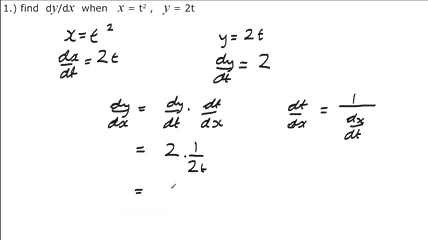 1.) find dy/dx when x = t², y = 2t
x = t²
y = 2t
dx/dt = 2t
dy/dt = 2
dy/dx = dy/dt · dt/dx
dt/dx = 1/(dx/dt)
= 2 · 1/2t
=